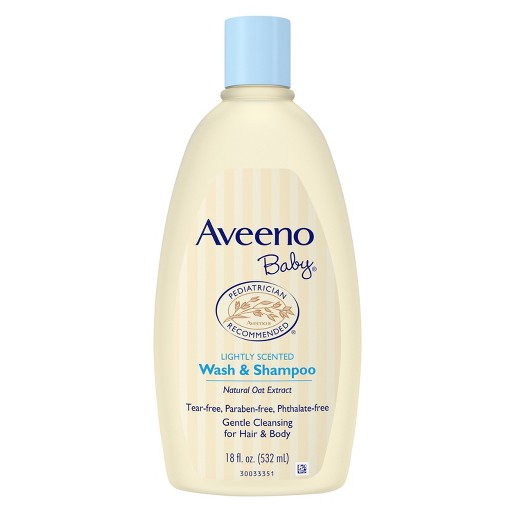 Aveeno
Baby®
PEDIATRICIAN
Aveeno®
RECOMMENDED®
LIGHTLY SCENTED
Wash & Shampoo
Natural Oat Extract
Tear-free, Paraben-free, Phthalate-free
Gentle Cleansing
for Hair & Body
18 fl. oz. (532 mL)
30033351